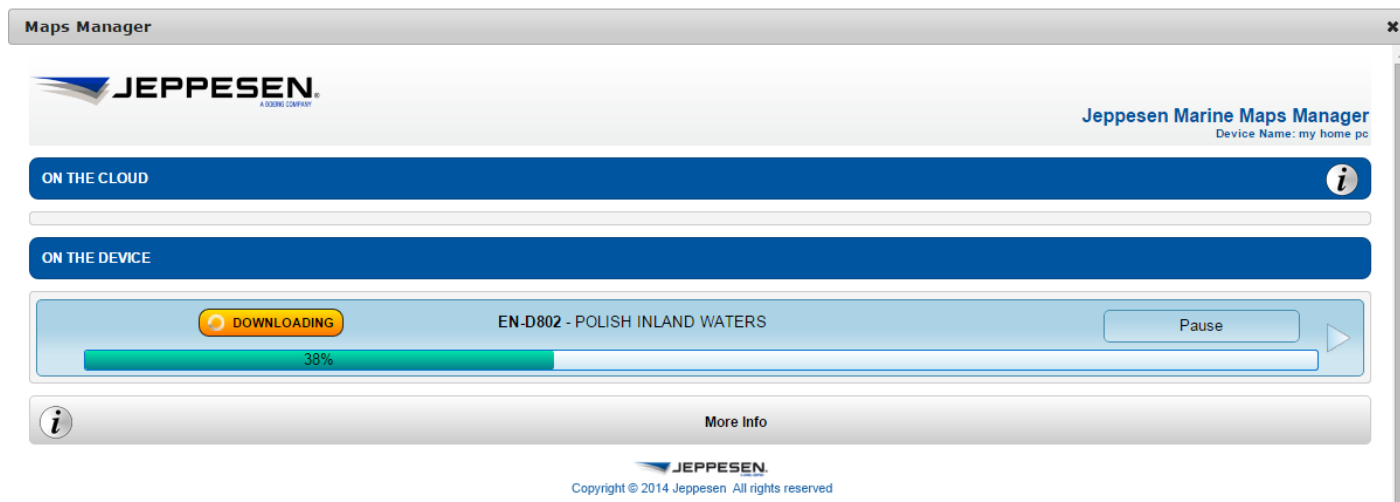 Maps Manager
JEPPESEN.
A BOEING COMPANY
Jeppesen Marine Maps Manager
Device Name: my home pc
ON THE CLOUD
i
ON THE DEVICE
DOWNLOADING
EN-D802 - POLISH INLAND WATERS
Pause
38%
i
More Info
JEPPESEN.
Copyright © 2014 Jeppesen All rights reserved